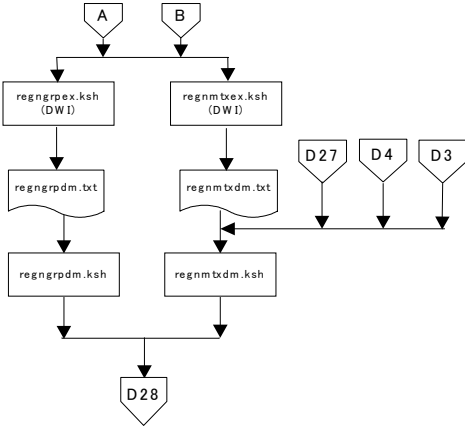 A
B
regngrpex.ksh
(DWI)
regnmtxex.ksh
(DWI)
D27
D4
D3
regngrpdm.txt
regnmtxdm.txt
regngrpdm.ksh
regnmtxdm.ksh
D28